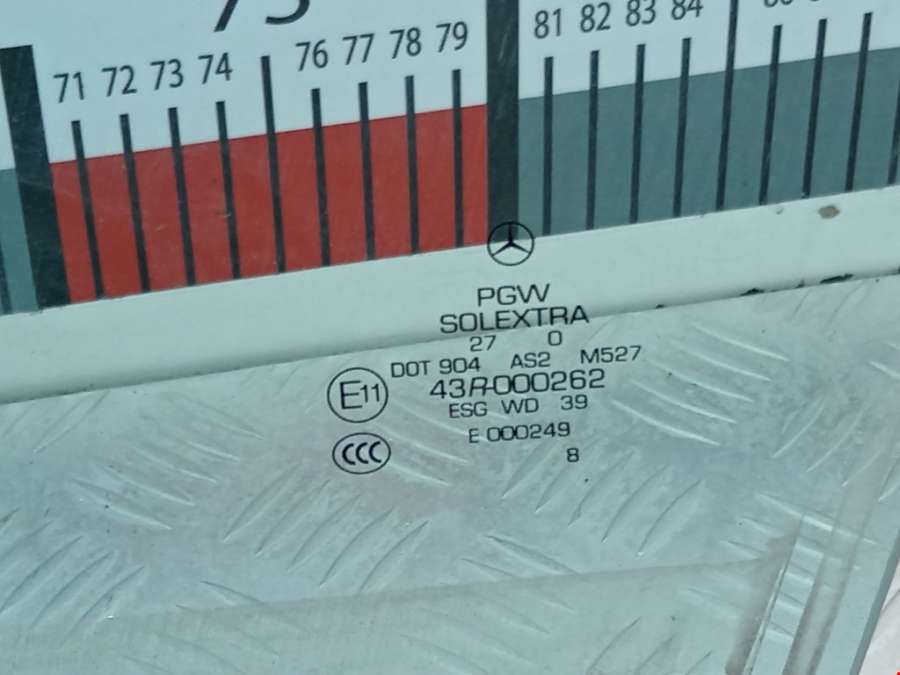 75
71 72 73 74 76 77 78 79 81 82 83 84
PGW
SOLEXTRA
27 0
DOT 904 AS2 M527
E11 43R-000262
ESG WD 39
CCC E 000249
8